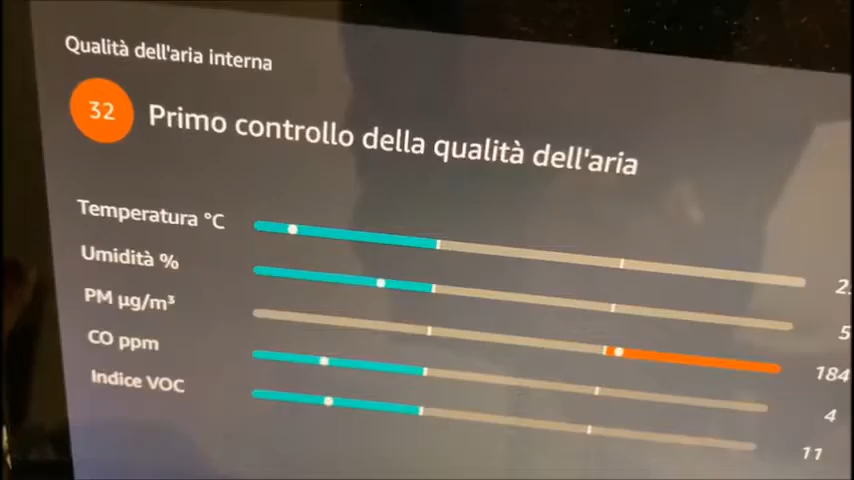 Qualità dell'aria interna
32 Primo controllo della qualità dell'aria
Temperatura °C
Umidità %
PM µg/m³ 184
CO ppm 4
Indice VOC 11